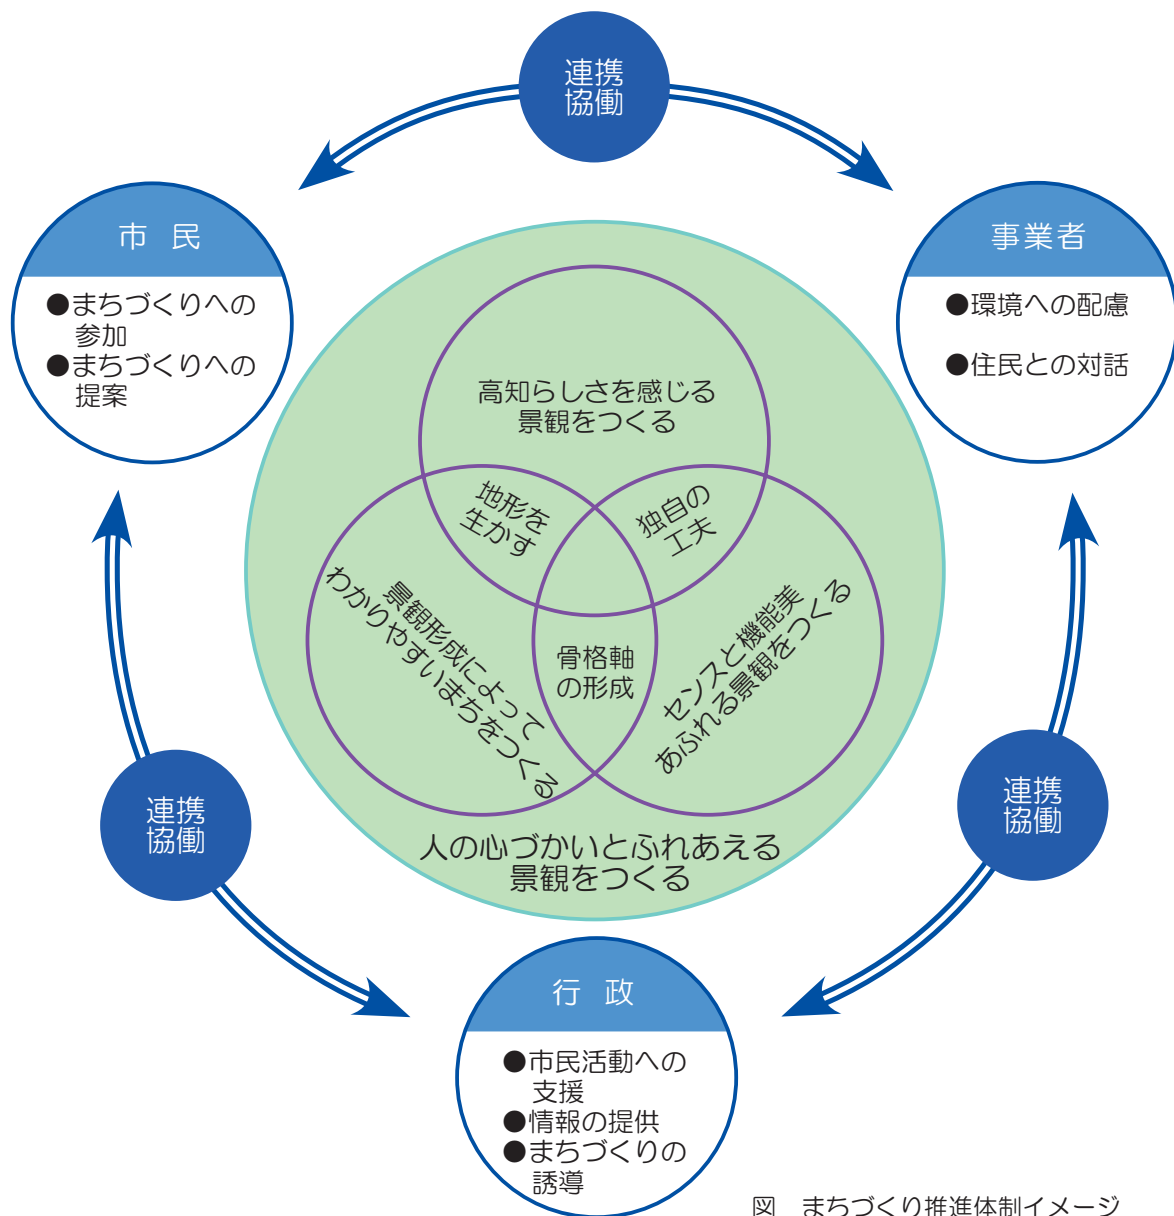 連携
協働
市 民
●まちづくりへの
参加
●まちづくりへの
提案
事業者
●環境への配慮
●住民との対話
高知らしさを感じる
景観をつくる
地形を
生かす
独自の
工夫
景観形成によって
わかりやすいまちをつくる
骨格軸
の形成
センスと機能美
あふれる景観をつくる
人の心づかいとふれあえる
景観をつくる
連携
協働
連携
協働
行 政
●市民活動への
支援
●情報の提供
●まちづくりの
誘導
図 まちづくり推進体制イメージ